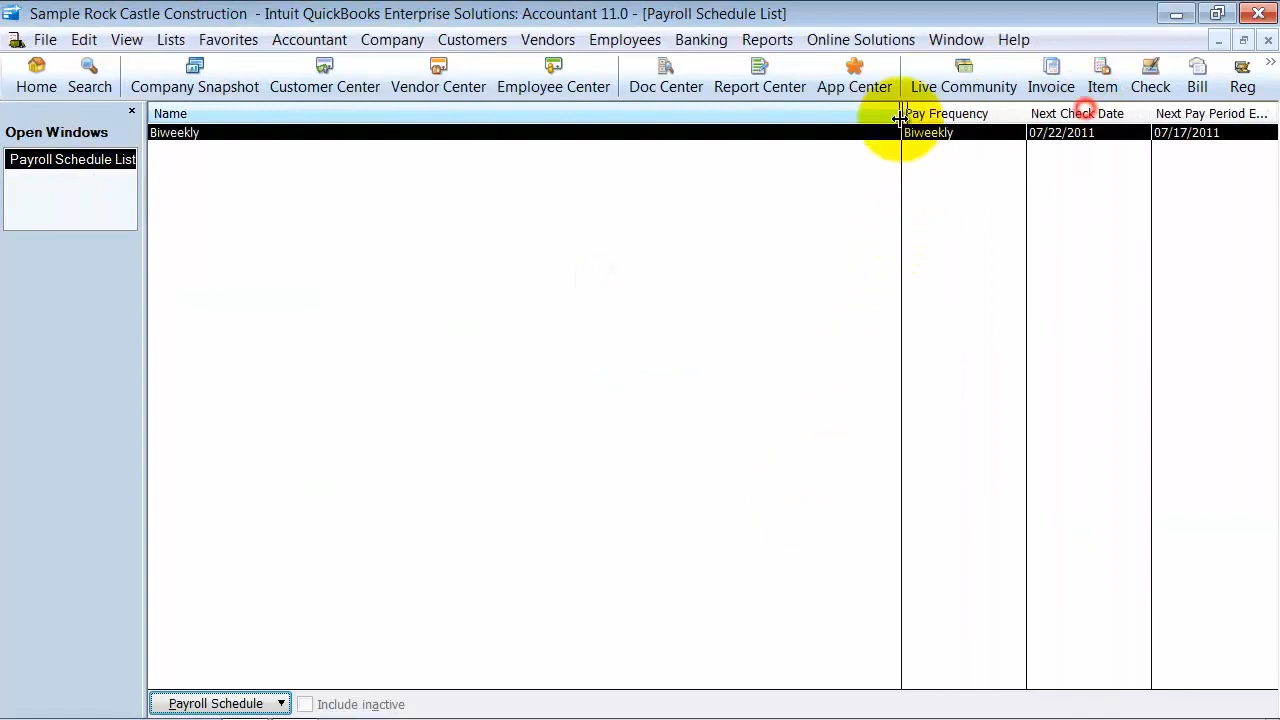 Sample Rock Castle Construction - Intuit QuickBooks Enterprise Solutions: Accountant 11.0 - [Payroll Schedule List]
File Edit View Lists Favorites Accountant Company Customers Vendors Employees Banking Reports Online Solutions Window Help
Home Search Company Snapshot Customer Center Vendor Center Employee Center Doc Center Report Center App Center Live Community Invoice Item Check Bill Reg
Open Windows
Payroll Schedule List
Name Pay Frequency Next Check Date Next Pay Period E...
Biweekly Biweekly 07/22/2011 07/17/2011
Payroll Schedule Include inactive